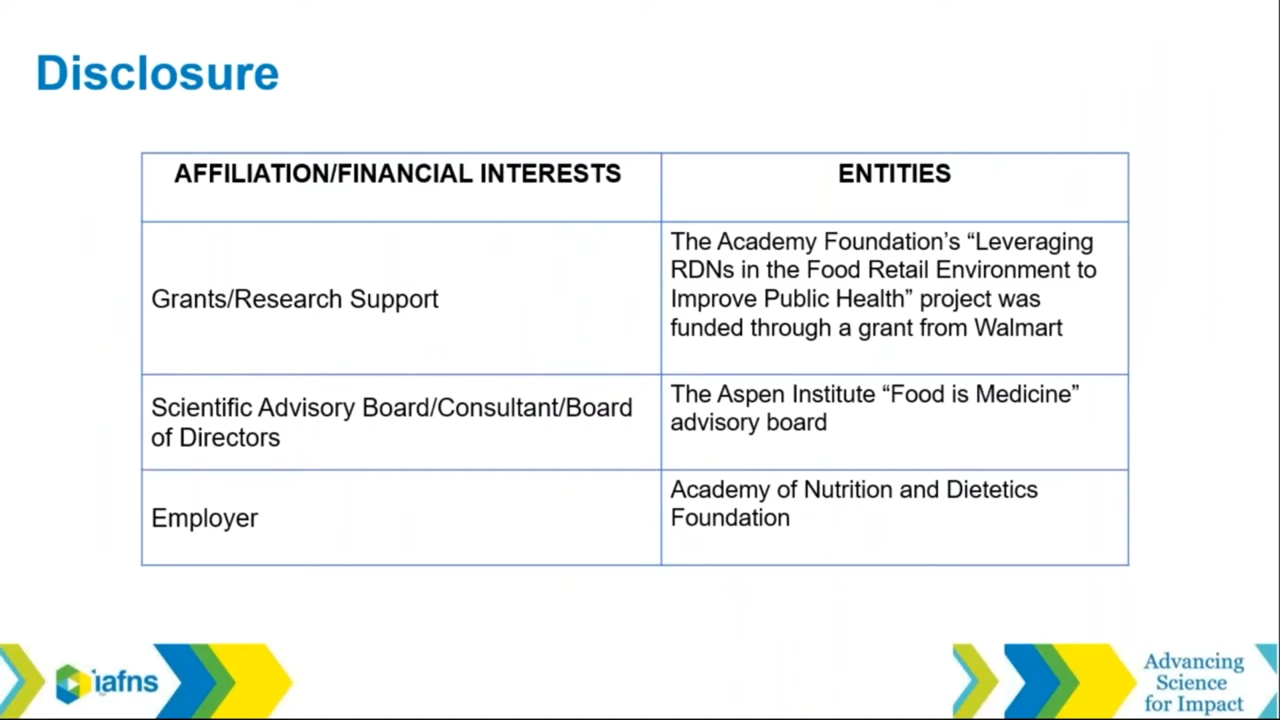 Disclosure
AFFILIATION/FINANCIAL INTERESTS
ENTITIES
Grants/Research Support
The Academy Foundation’s “Leveraging
RDNs in the Food Retail Environment to
Improve Public Health” project was
funded through a grant from Walmart
Scientific Advisory Board/Consultant/Board
of Directors
The Aspen Institute “Food is Medicine”
advisory board
Employer
Academy of Nutrition and Dietetics
Foundation
iafns
Advancing
Science
for Impact